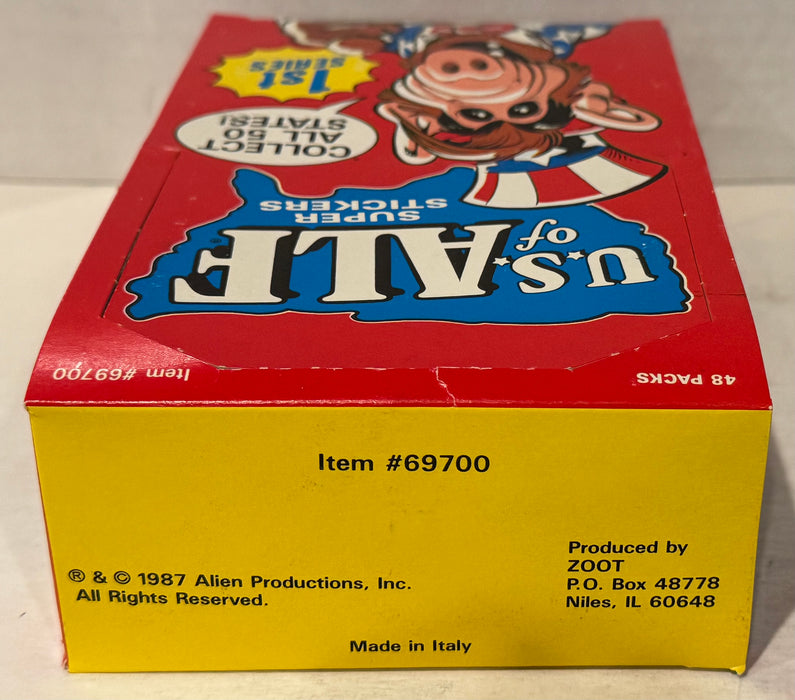 1st
SERIES
COLLECT
ALL 50
STATES!
U.S. of ALF
SUPER
STICKERS
48 PACKS
Item #69700
Item #69700
® & © 1987 Alien Productions, Inc.
All Rights Reserved.
Produced by
ZOOT
P.O. Box 48778
Niles, IL 60648
Made in Italy